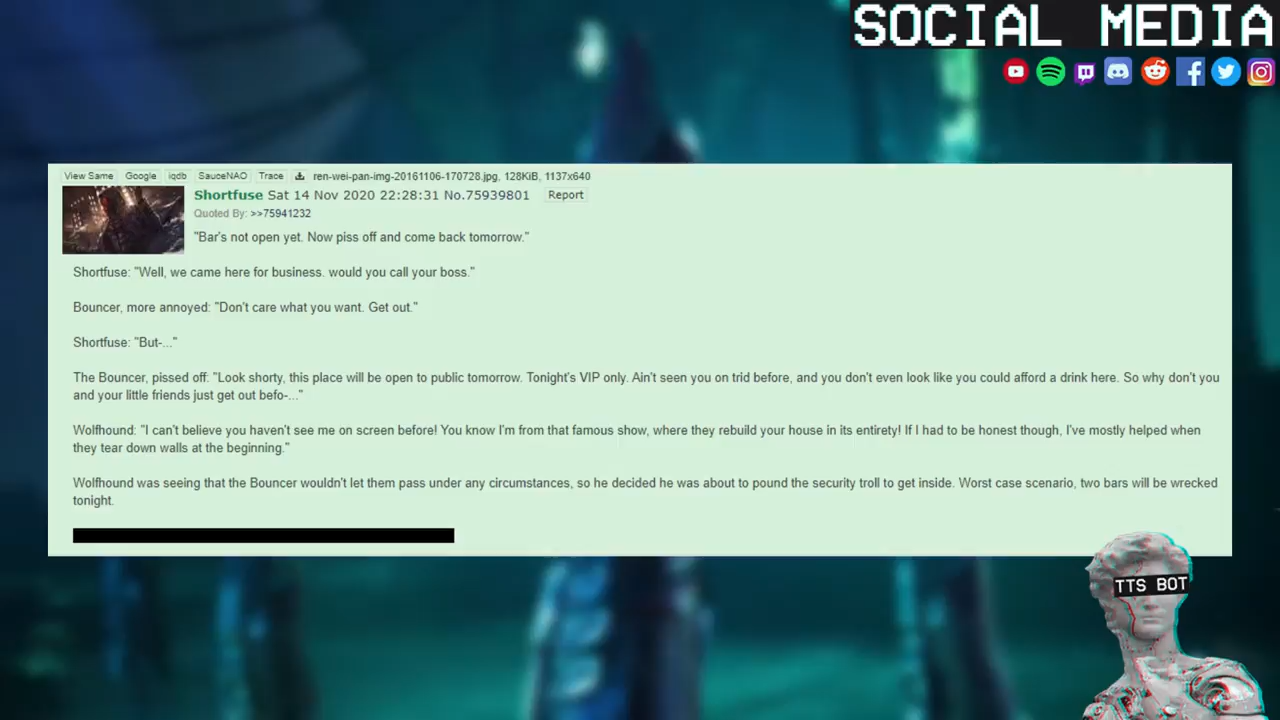 SOCIAL MEDIA
View Same Google iqdb SauceNAO Trace ren-wei-pan-img-20161106-170728.jpg, 128KiB, 1137x640
Shortfuse Sat 14 Nov 2020 22:28:31 No.75939801 Report
Quoted By: >>75941232
"Bar's not open yet. Now piss off and come back tomorrow."
Shortfuse: "Well, we came here for business. would you call your boss."
Bouncer, more annoyed: "Don't care what you want. Get out."
Shortfuse: "But-..."
The Bouncer, pissed off: "Look shorty, this place will be open to public tomorrow. Tonight's VIP only. Ain't seen you on trid before, and you don't even look like you could afford a drink here. So why don't you
and your little friends just get out befo-..."
Wolfhound: "I can't believe you haven't see me on screen before! You know I'm from that famous show, where they rebuild your house in its entirety! If I had to be honest though, I've mostly helped when
they tear down walls at the beginning."
Wolfhound was seeing that the Bouncer wouldn't let them pass under any circumstances, so he decided he was about to pound the security troll to get inside. Worst case scenario, two bars will be wrecked
tonight.
TTS BOT